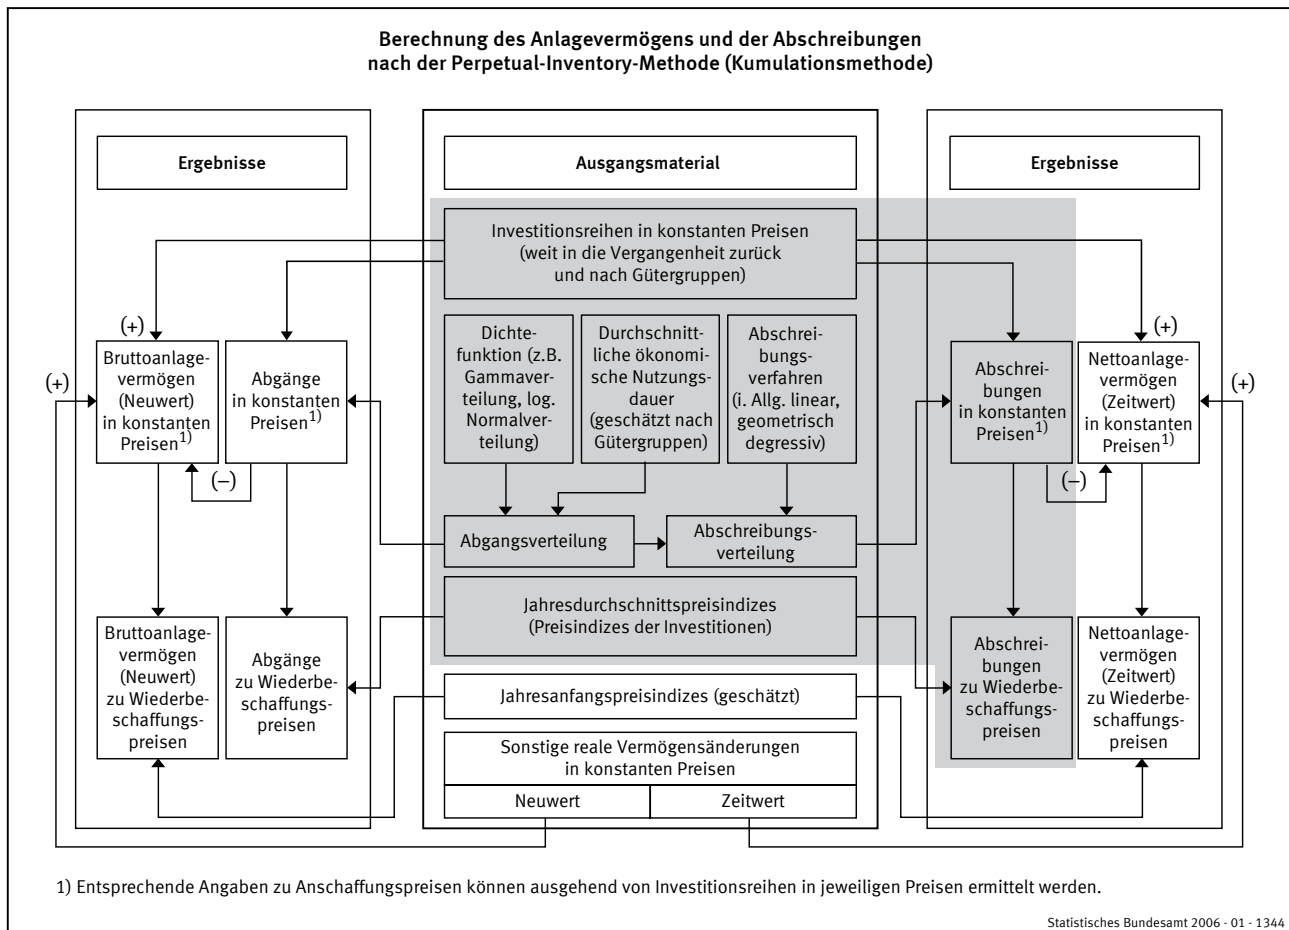 Berechnung des Anlagevermögens und der Abschreibungen
nach der Perpetual-Inventory-Methode (Kumulationsmethode)
Ergebnisse
Ausgangsmaterial
Ergebnisse
Investitionsreihen in konstanten Preisen
(weit in die Vergangenheit zurück
und nach Gütergruppen)
(+)
(+)
Bruttoanlage-
vermögen
(Neuwert)
in konstanten
Preisen1)
(+)
Abgänge
in konstanten
Preisen1)
(–)
Dichte-
funktion (z.B.
Gammaver-
teilung, log.
Normalver-
teilung)
Durchschnitt-
liche ökonomi-
sche Nutzungs-
dauer
(geschätzt nach
Gütergruppen)
Abschrei-
bungs-
verfahren
(i. Allg. linear,
geometrisch
degressiv)
Abschrei-
bungen
in konstanten
Preisen1)
(–)
Nettoanlage-
vermögen
(Zeitwert)
in konstanten
Preisen1)
(+)
Abgangsverteilung
Abschreibungs-
verteilung
Jahresdurchschnittspreisindizes
(Preisindizes der Investitionen)
Bruttoanlage-
vermögen
(Neuwert)
zu Wiederbe-
schaffungs-
preisen
Abgänge
zu Wiederbe-
schaffungs-
preisen
Abschrei-
bungen
zu Wiederbe-
schaffungs-
preisen
Nettoanlage-
vermögen
(Zeitwert)
zu Wiederbe-
schaffungs-
preisen
Jahresanfangspreisindizes (geschätzt)
Sonstige reale Vermögensänderungen
in konstanten Preisen
Neuwert
Zeitwert
1) Entsprechende Angaben zu Anschaffungspreisen können ausgehend von Investitionsreihen in jeweiligen Preisen ermittelt werden.
Statistisches Bundesamt 2006 - 01 - 1344